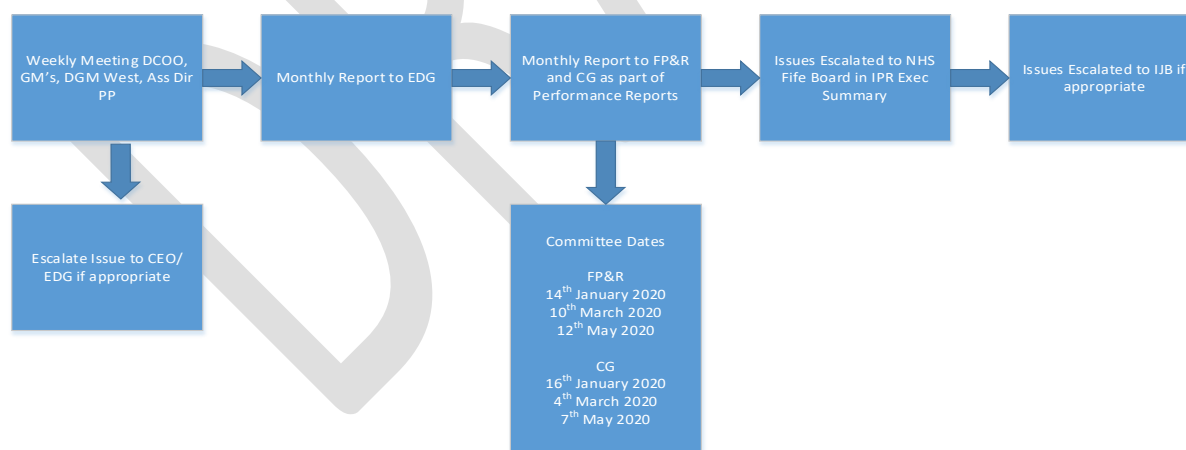 Weekly Meeting DCOO,
GM's, DGM West, Ass Dir
PP
Monthly Report to EDG
Monthly Report to FP&R
and CG as part of
Performance Reports
Issues Escalated to NHS
Fife Board in IPR Exec
Summary
Issues Escalated to IJB if
appropriate
Escalate Issue to CEO/
EDG if appropriate
Committee Dates
FP&R
14th January 2020
10th March 2020
12th May 2020
CG
16th January 2020
4th March 2020
7th May 2020